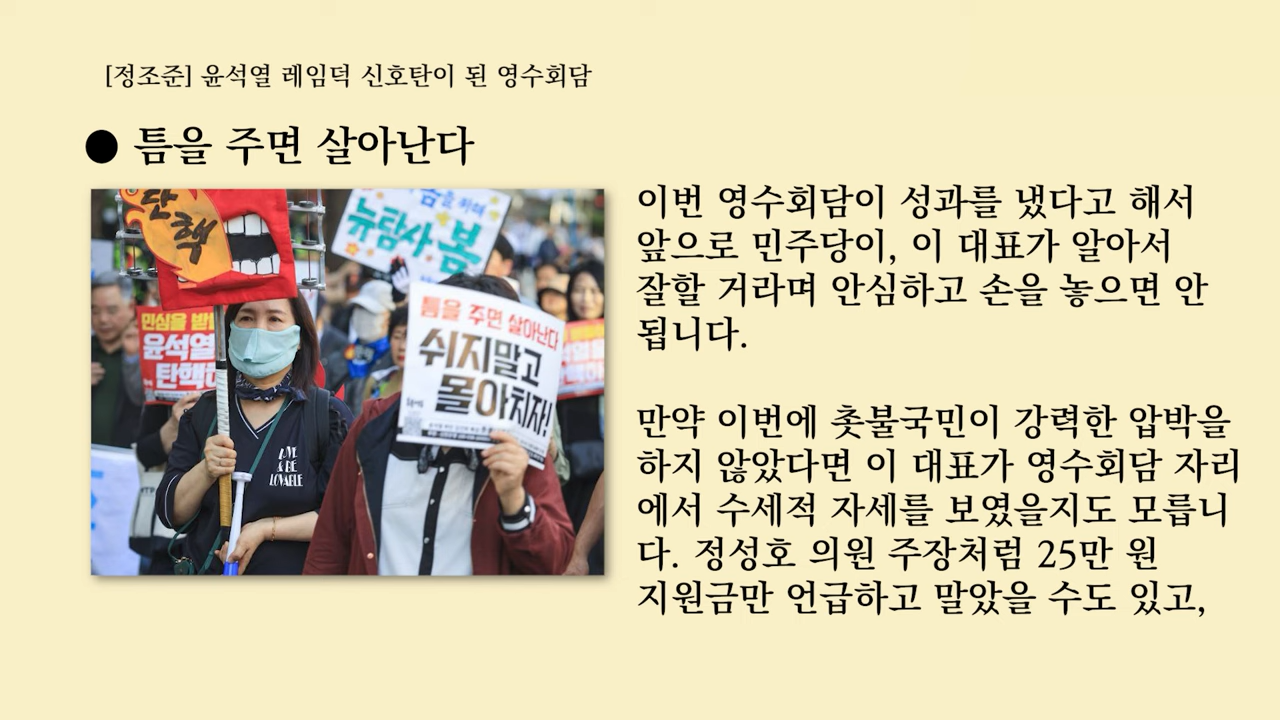 [정조준] 윤석열 레임덕 신호탄이 된 영수회담
● 틈을 주면 살아난다
이번 영수회담이 성과를 냈다고 해서
앞으로 민주당이, 이 대표가 알아서
잘할 거라며 안심하고 손을 놓으면 안
됩니다.
만약 이번에 촛불국민이 강력한 압박을
하지 않았다면 이 대표가 영수회담 자리
에서 수세적 자세를 보였을지도 모릅니
다. 정성호 의원 주장처럼 25만 원
지원금만 언급하고 말았을 수도 있고,
탄핵
봄을 위하여
뉴탐사 봄
민심을 받
윤석열
탄핵
틈을 주면 살아난다
쉬지말고
몰아치자!
LIVE
& BE
LOVABLE